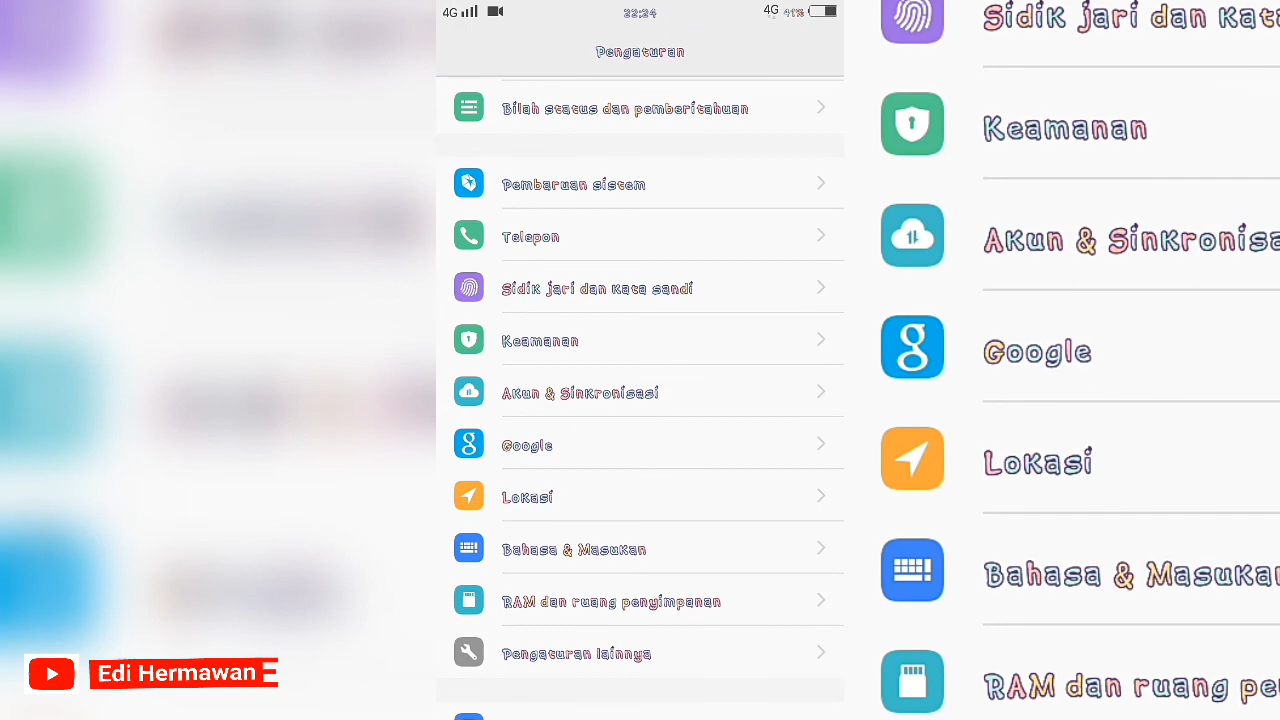 4G
22:24
4G 41%
Pengaturan
Bilah status dan pemberitahuan
Pembaruan sistem
Telepon
Sidik jari dan kata sandi
Keamanan
Akun & Sinkronisasi
Google
Lokasi
Bahasa & Masukan
RAM dan ruang penyimpanan
Pengaturan lainnya
Sidik jari dan kata
Keamanan
Akun & Sinkronisa
Google
Lokasi
Bahasa & Masukan
RAM dan ruang pe
Edi Hermawan E